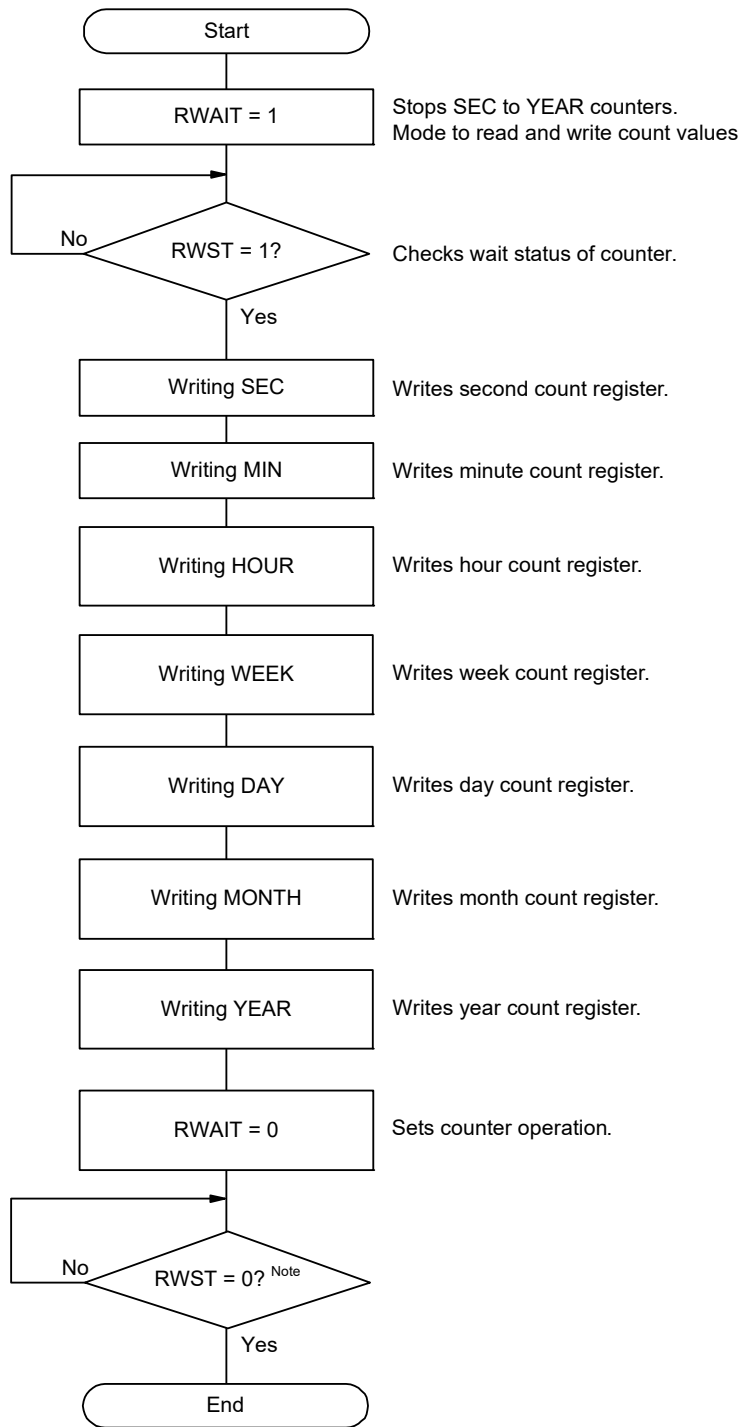 Start
RWAIT = 1
Stops SEC to YEAR counters.
Mode to read and write count values
No
RWST = 1?
Checks wait status of counter.
Yes
Writing SEC
Writes second count register.
Writing MIN
Writes minute count register.
Writing HOUR
Writes hour count register.
Writing WEEK
Writes week count register.
Writing DAY
Writes day count register.
Writing MONTH
Writes month count register.
Writing YEAR
Writes year count register.
RWAIT = 0
Sets counter operation.
No
RWST = 0? Note
Yes
End